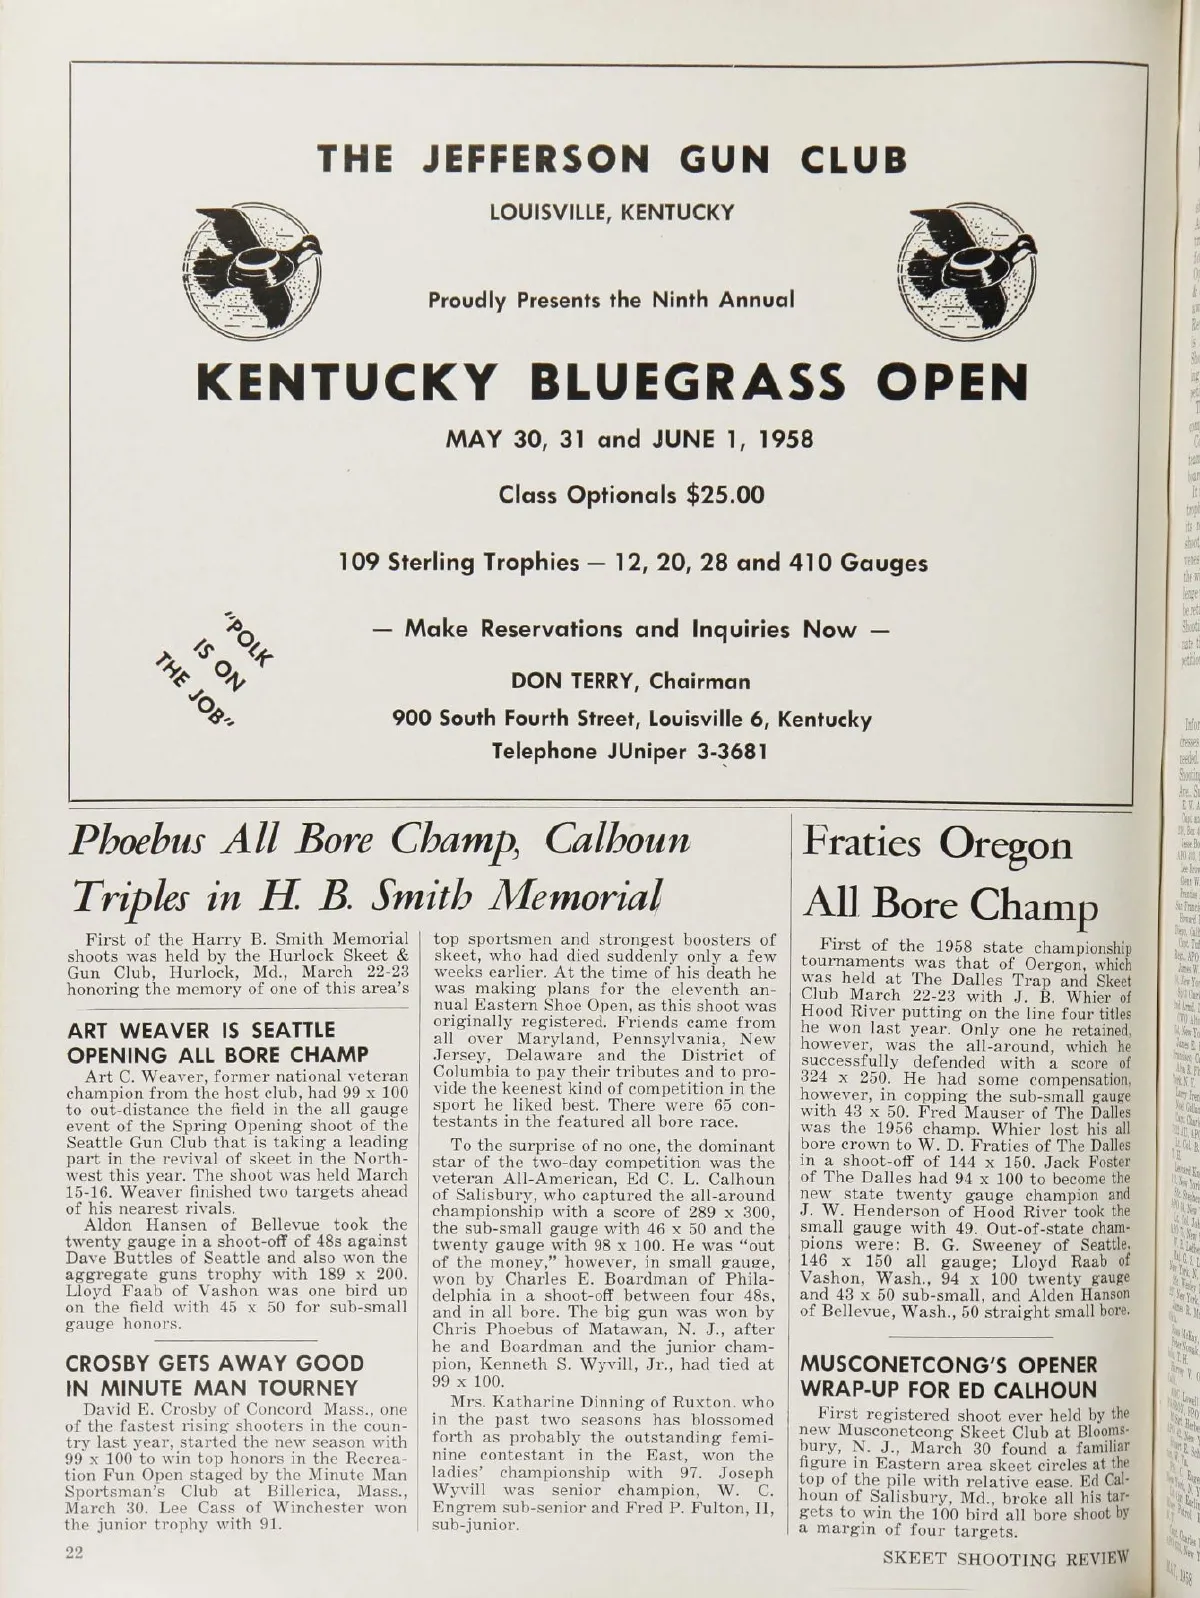 THE JEFFERSON GUN CLUB
LOUISVILLE, KENTUCKY
Proudly Presents the Ninth Annual
KENTUCKY BLUEGRASS OPEN
MAY 30, 31 and JUNE 1, 1958
Class Optionals $25.00
109 Sterling Trophies — 12, 20, 28 and 410 Gauges
"POLK
IS ON
THE JOB"
— Make Reservations and Inquiries Now —
DON TERRY, Chairman
900 South Fourth Street, Louisville 6, Kentucky
Telephone JUniper 3-3681
Phoebus All Bore Champ, Calhoun
Triples in H. B. Smith Memorial
First of the Harry B. Smith Memorial
shoots was held by the Hurlock Skeet &
Gun Club, Hurlock, Md., March 22-23
honoring the memory of one of this area's
top sportsmen and strongest boosters of
skeet, who had died suddenly only a few
weeks earlier. At the time of his death he
was making plans for the eleventh an-
nual Eastern Shoe Open, as this shoot was
originally registered. Friends came from
all over Maryland, Pennsylvania, New
Jersey, Delaware and the District of
Columbia to pay their tributes and to pro-
vide the keenest kind of competition in the
sport he liked best. There were 65 con-
testants in the featured all bore race.
To the surprise of no one, the dominant
star of the two-day competition was the
veteran All-American, Ed C. L. Calhoun
of Salisbury, who captured the all-around
championship with a score of 289 x 300,
the sub-small gauge with 46 x 50 and the
twenty gauge with 98 x 100. He was "out
of the money," however, in small gauge,
won by Charles E. Boardman of Phila-
delphia in a shoot-off between four 48s,
and in all bore. The big gun was won by
Chris Phoebus of Matawan, N. J., after
he and Boardman and the junior cham-
pion, Kenneth S. Wyvill, Jr., had tied at
99 x 100.
Mrs. Katharine Dinning of Ruxton, who
in the past two seasons has blossomed
forth as probably the outstanding femi-
nine contestant in the East, won the
ladies' championship with 97. Joseph
Wyvill was senior champion, W. C.
Engrem sub-senior and Fred P. Fulton, II,
sub-junior.
ART WEAVER IS SEATTLE
OPENING ALL BORE CHAMP
Art C. Weaver, former national veteran
champion from the host club, had 99 x 100
to out-distance the field in the all gauge
event of the Spring Opening shoot of the
Seattle Gun Club that is taking a leading
part in the revival of skeet in the North-
west this year. The shoot was held March
15-16. Weaver finished two targets ahead
of his nearest rivals.
Aldon Hansen of Bellevue took the
twenty gauge in a shoot-off of 48s against
Dave Buttles of Seattle and also won the
aggregate guns trophy with 189 x 200.
Lloyd Faab of Vashon was one bird up
on the field with 45 x 50 for sub-small
gauge honors.
CROSBY GETS AWAY GOOD
IN MINUTE MAN TOURNEY
David E. Crosby of Concord Mass., one
of the fastest rising shooters in the coun-
try last year, started the new season with
99 x 100 to win top honors in the Recrea-
tion Fun Open staged by the Minute Man
Sportsman's Club at Billerica, Mass.,
March 30. Lee Cass of Winchester won
the junior trophy with 91.
Fraties Oregon
All Bore Champ
First of the 1958 state championship
tournaments was that of Oergon, which
was held at The Dalles Trap and Skeet
Club March 22-23 with J. B. Whier of
Hood River putting on the line four titles
he won last year. Only one he retained,
however, was the all-around, which he
successfully defended with a score of
324 x 250. He had some compensation,
however, in copping the sub-small gauge
with 43 x 50. Fred Mauser of The Dalles
was the 1956 champ. Whier lost his all
bore crown to W. D. Fraties of The Dalles
in a shoot-off of 144 x 150. Jack Foster
of The Dalles had 94 x 100 to become the
new state twenty gauge champion and
J. W. Henderson of Hood River took the
small gauge with 49. Out-of-state cham-
pions were: B. G. Sweeney of Seattle,
146 x 150 all gauge; Lloyd Raab of
Vashon, Wash., 94 x 100 twenty gauge
and 43 x 50 sub-small, and Alden Hanson
of Bellevue, Wash., 50 straight small bore.
MUSCONETCONG'S OPENER
WRAP-UP FOR ED CALHOUN
First registered shoot ever held by the
new Musconetcong Skeet Club at Blooms-
bury, N. J., March 30 found a familiar
figure in Eastern area skeet circles at the
top of the pile with relative ease. Ed Cal-
houn of Salisbury, Md., broke all his tar-
gets to win the 100 bird all bore shoot by
a margin of four targets.
22
SKEET SHOOTING REVIEW